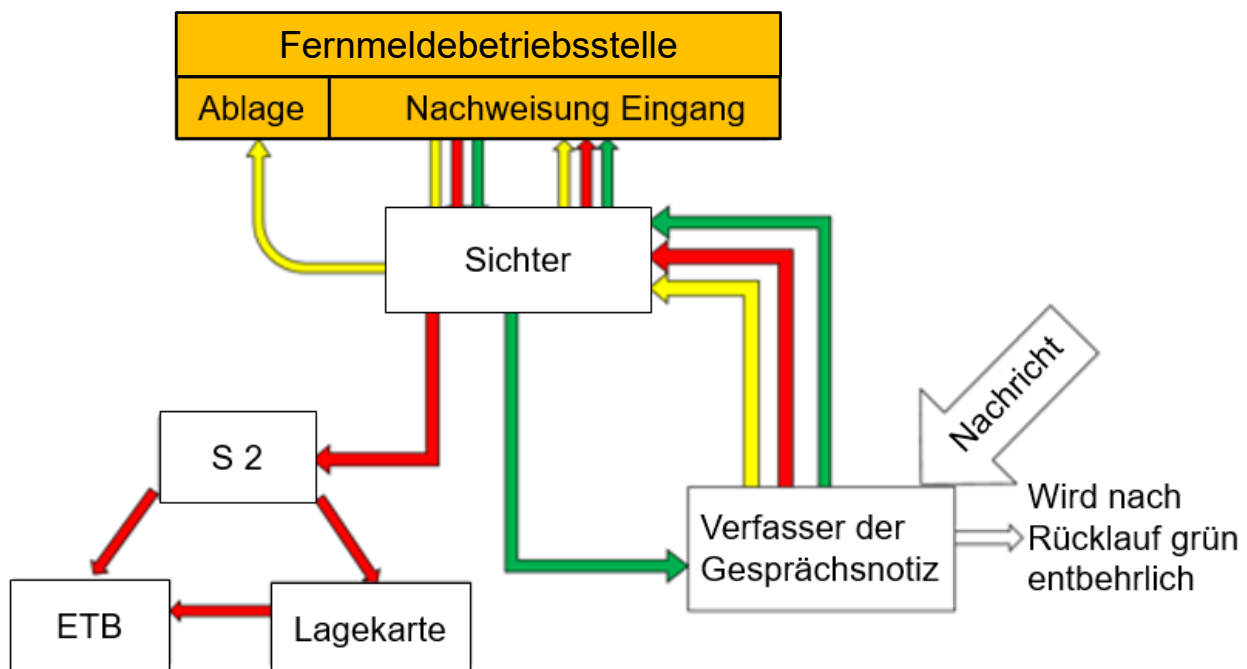 Fernmeldebetriebsstelle
Ablage
Nachweisung Eingang
Sichter
Nachricht
S 2
Wird nach
Rücklauf grün
entbehrlich
Verfasser der
Gesprächsnotiz
ETB
Lagekarte